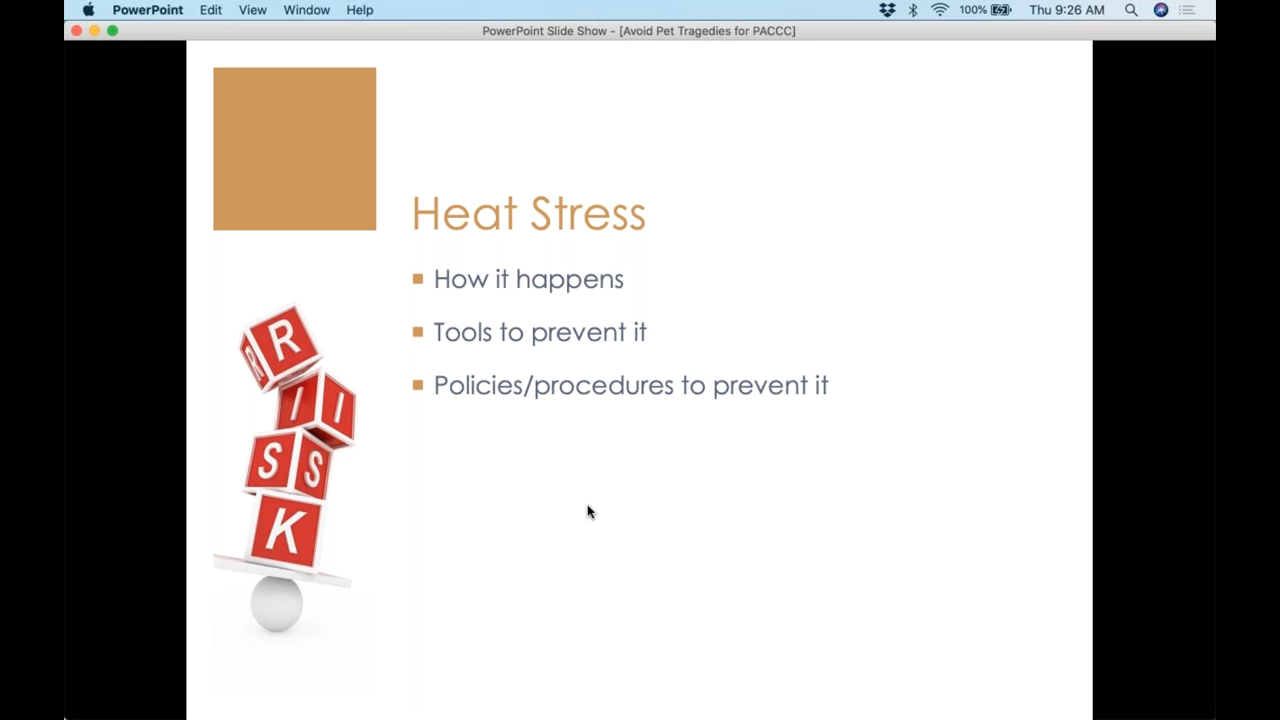 PowerPoint Edit View Window Help 100% Thu 9:26 AM
PowerPoint Slide Show - [Avoid Pet Tragedies for PACCC]
Heat Stress
How it happens
Tools to prevent it
Policies/procedures to prevent it
R R
I I
S S
K